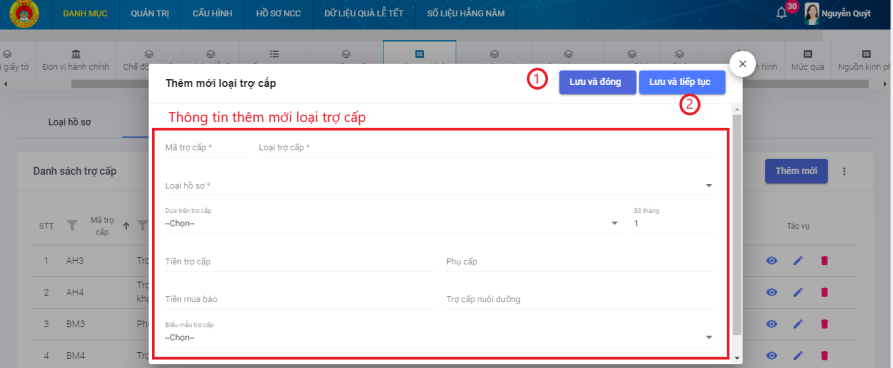 DANH MỤC QUẢN TRỊ CẤU HÌNH HỒ SƠ NCC DỮ LIỆU QUÀ LỄ TẾT SỐ LIỆU HẰNG NĂM 30 Nguyễn Quýt
giấy tờ Đơn vị hành chính Chế độ hình Mức quà Nguồn kinh ph
Thêm mới loại trợ cấp 1 Lưu và đóng Lưu và tiếp tục
2
Thông tin thêm mới loại trợ cấp
Loại hồ sơ
Mã trợ cấp * Loại trợ cấp *
Danh sách trợ cấp Thêm mới
Loại hồ sơ *
Dựa trên trợ cấp Số tháng
--Chọn-- 1
STT Mã trợ cấp Tác vụ
1 AH3 Trợ
Tiền trợ cấp Phụ cấp
2 AH4 Trợ
Tiền mua báo Trợ cấp nuôi dưỡng
3 BM3 Ph
Biểu mẫu trợ cấp
--Chọn--
4 BM4 Trợ